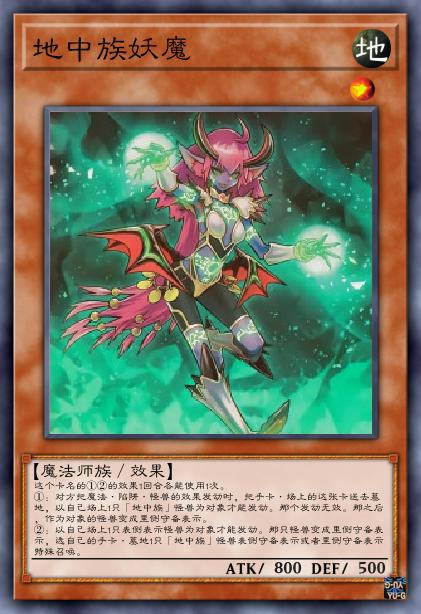 地中族妖魔
地
【魔法师族/效果】
这个卡名的①②的效果1回合各能使用1次。
①：对方把魔法·陷阱·怪兽的效果发动时，把手卡·场上的这张卡送去墓
地，以自己场上1只「地中族」怪兽为对象才能发动。那个发动无效。那之后
，作为对象的怪兽变成里侧守备表示。
②：以自己场上1只表侧表示怪兽为对象才能发动。那只怪兽变成里侧守备表
示，选自己的手卡·墓地1只「地中族」怪兽表侧守备表示或者里侧守备表示
特殊召唤。
ATK/ 800 DEF/ 500
YU-G